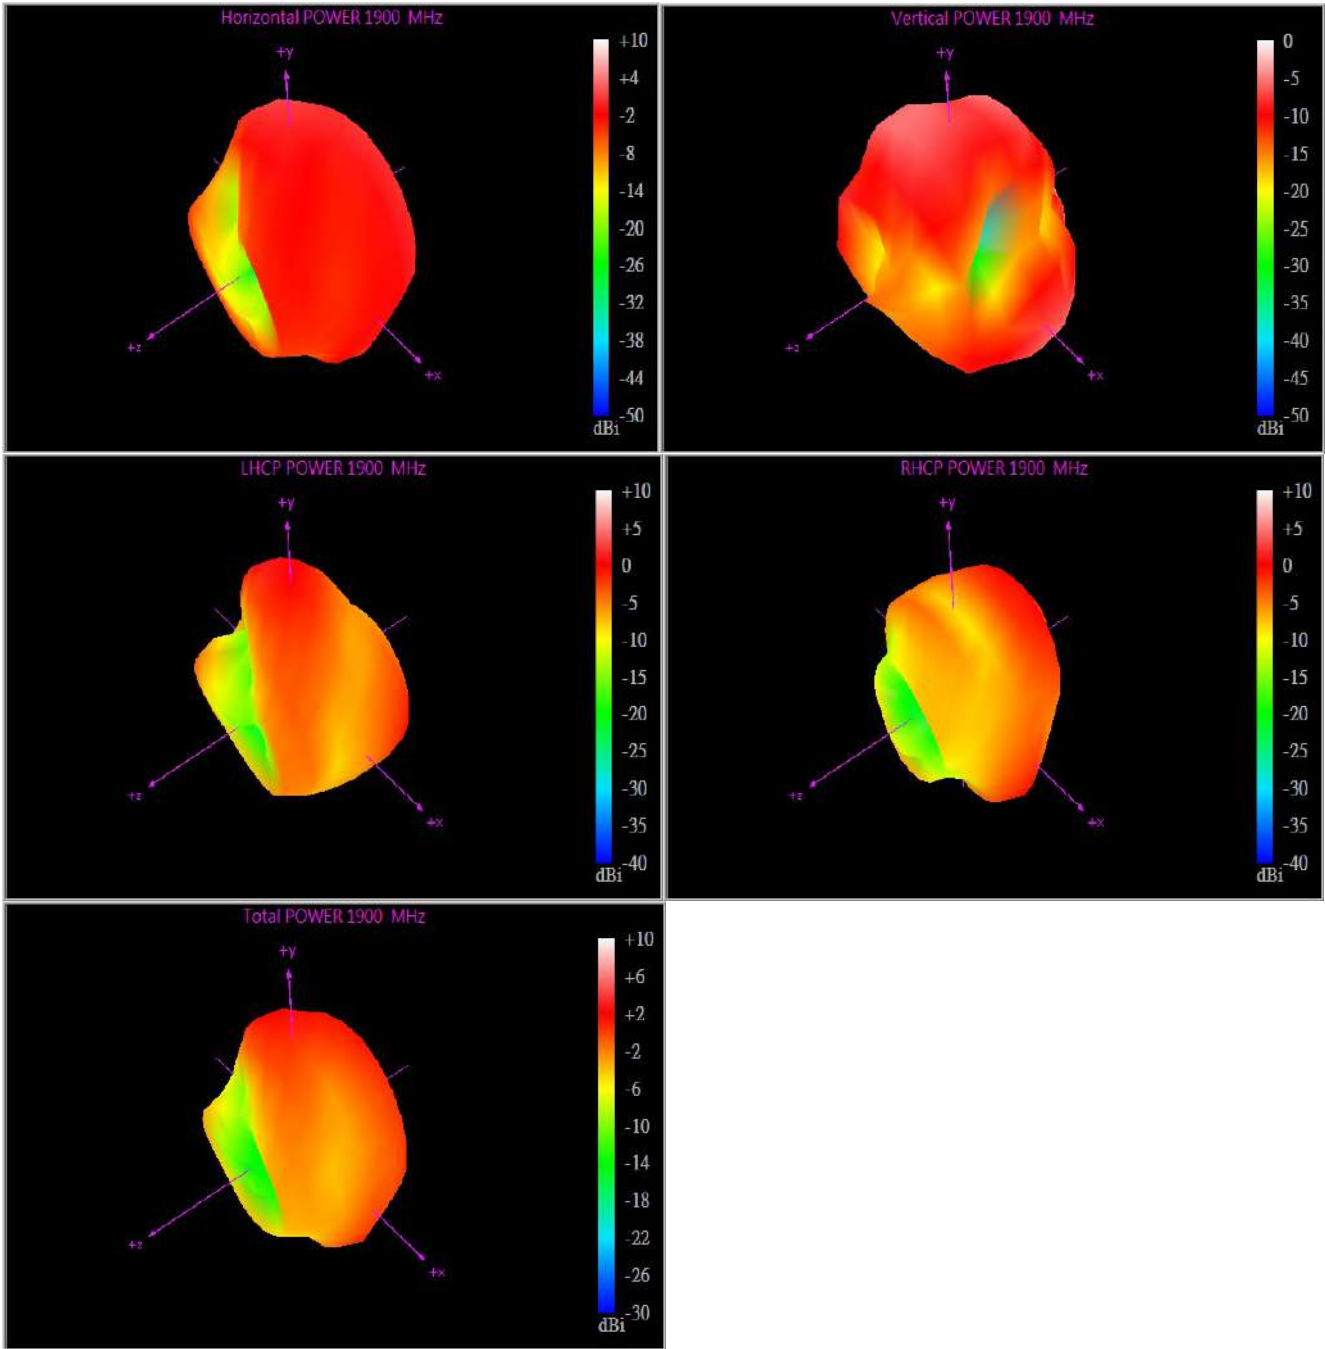 Horizontal POWER 1900 MHz
+y
+z
+x
+10
+4
-2
-8
-14
-20
-26
-32
-38
-44
-50
dBi
Vertical POWER 1900 MHz
+y
+z
+x
0
-5
-10
-15
-20
-25
-30
-35
-40
-45
-50
dBi
LHCP POWER 1900 MHz
+y
+z
+x
+10
+5
0
-5
-10
-15
-20
-25
-30
-35
-40
dBi
RHCP POWER 1900 MHz
+y
+z
+x
+10
+5
0
-5
-10
-15
-20
-25
-30
-35
-40
dBi
Total POWER 1900 MHz
+y
+z
+x
+10
+6
+2
-2
-6
-10
-14
-18
-22
-26
-30
dBi